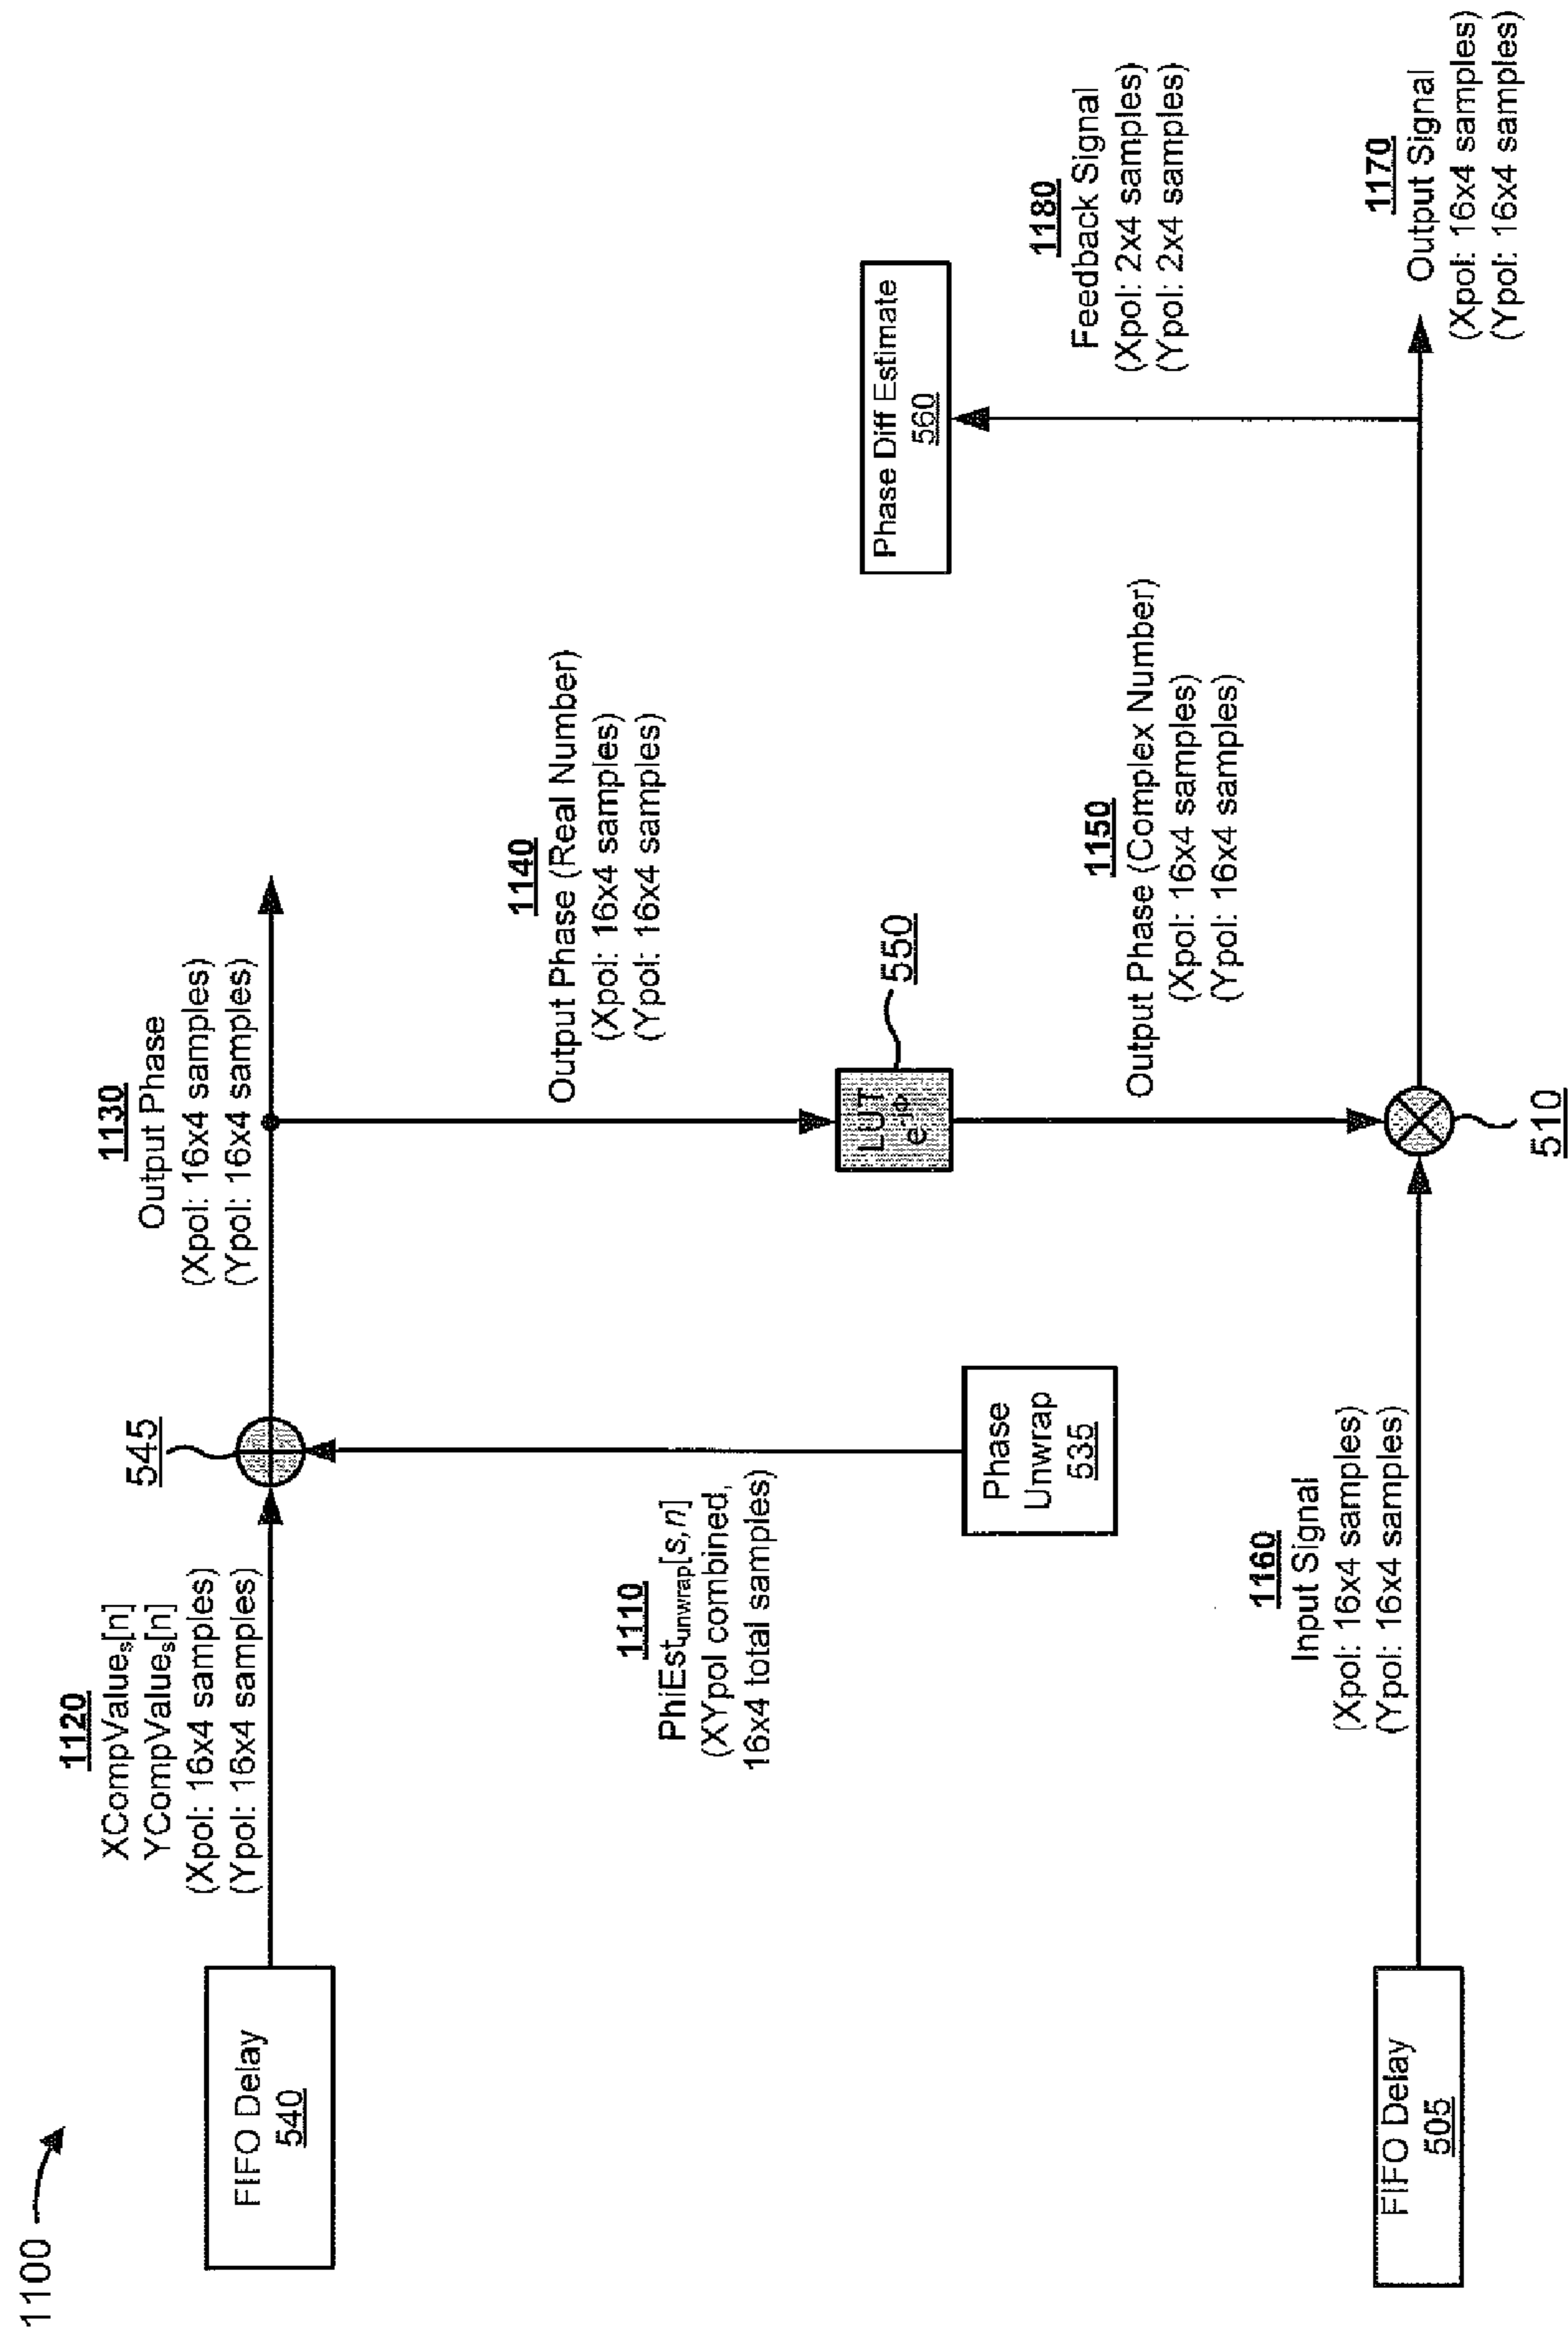 1100
FIFO Delay
540
1120
XCompValueₛ[n]
YCompValueₛ[n]
(Xpol: 16x4 samples)
(Ypol: 16x4 samples)
545
1130
Output Phase
(Xpol: 16x4 samples)
(Ypol: 16x4 samples)
1110
PhiEstunwrap[s,n]
(XYpol combined,
16x4 total samples)
Phase
Unwrap
535
1140
Output Phase (Real Number)
(Xpol: 16x4 samples)
(Ypol: 16x4 samples)
LUT
e-jΦ
550
1150
Output Phase (Complex Number)
(Xpol: 16x4 samples)
(Ypol: 16x4 samples)
Phase Diff Estimate
560
1180
Feedback Signal
(Xpol: 2x4 samples)
(Ypol: 2x4 samples)
FIFO Delay
505
1160
Input Signal
(Xpol: 16x4 samples)
(Ypol: 16x4 samples)
510
1170
Output Signal
(Xpol: 16x4 samples)
(Ypol: 16x4 samples)